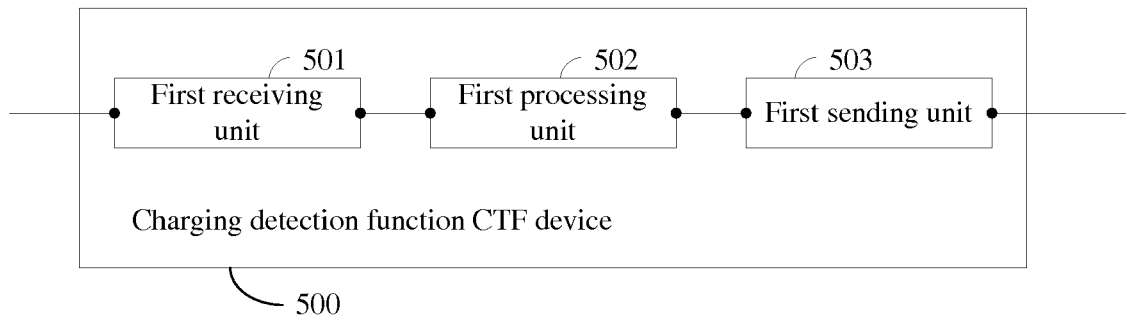 501
502
503
First receiving
unit
First processing
unit
First sending unit
Charging detection function CTF device
500